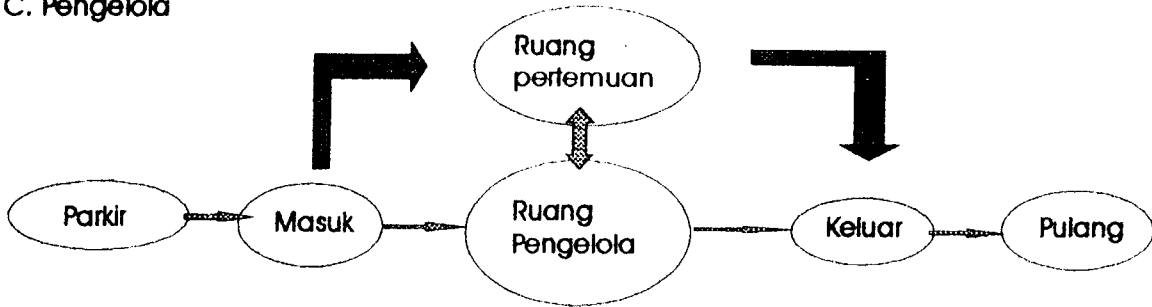 C. Pengelola
Ruang
pertemuan
Parkir
Masuk
Ruang
Pengelola
Keluar
Pulang